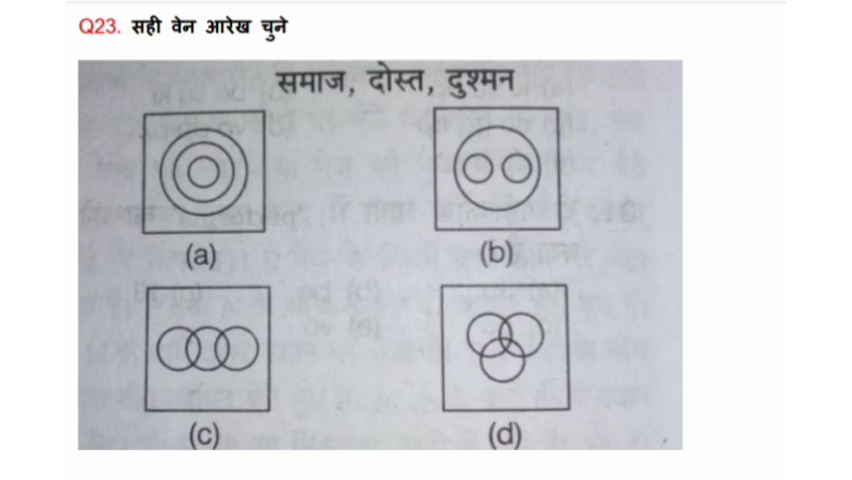 Q23. सही वेन आरेख चुने
समाज, दोस्त, दुश्मन
(a)
(b)
(c)
(d)